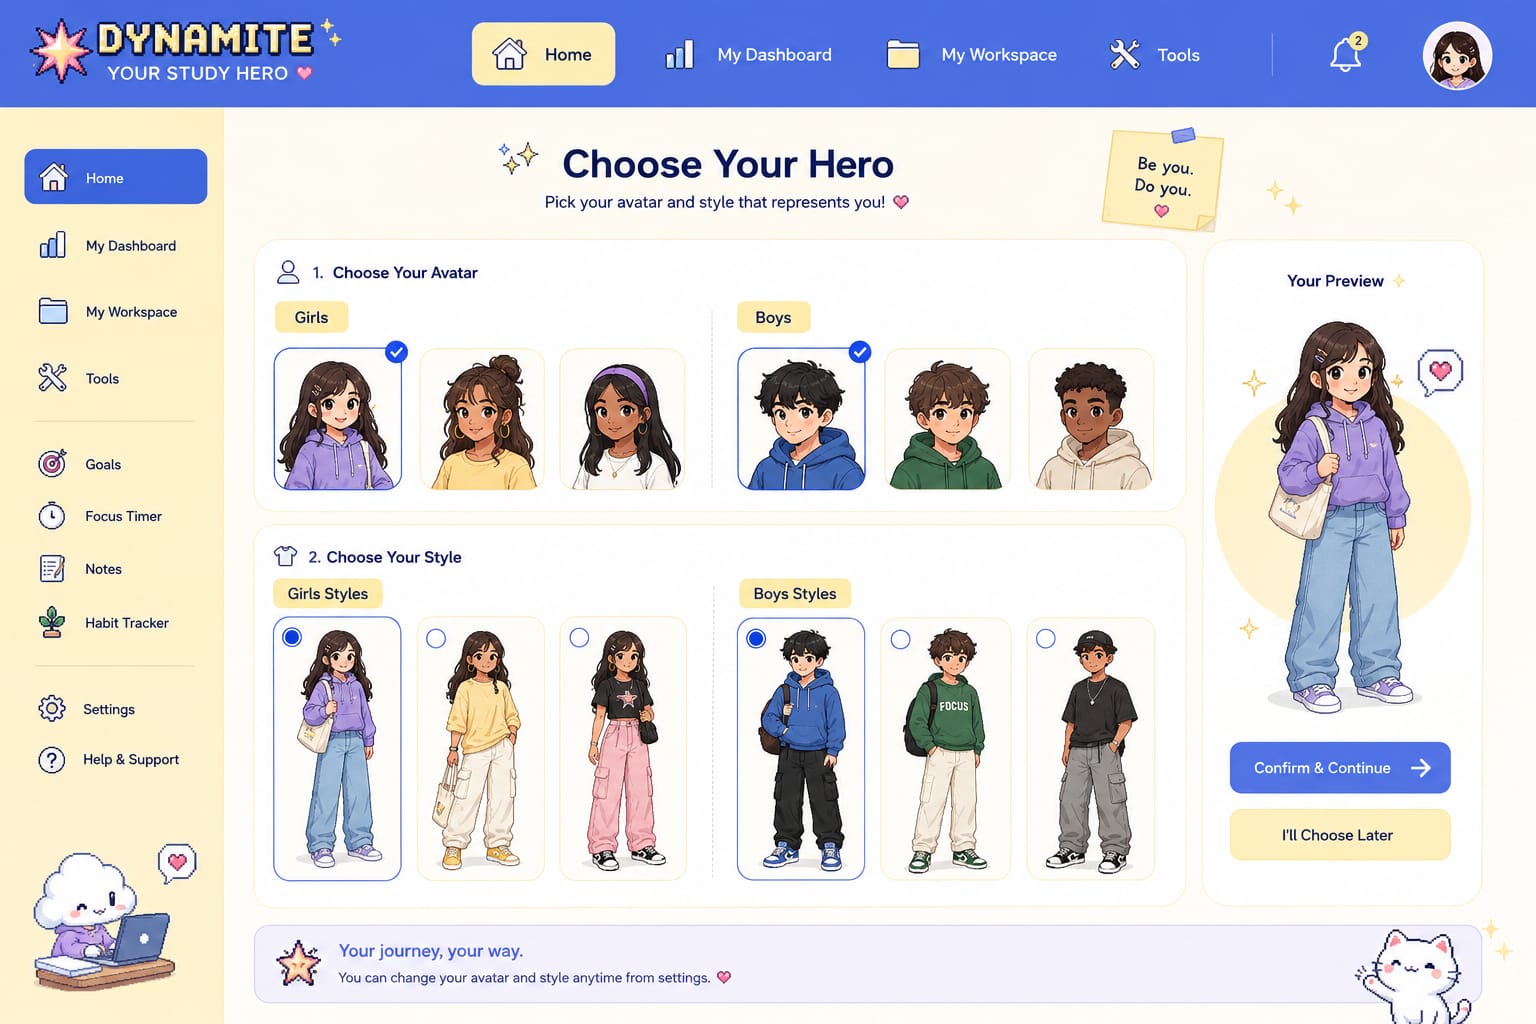 DYNAMITE
YOUR STUDY HERO
Home
My Dashboard
My Workspace
Tools
2
Home
My Dashboard
My Workspace
Tools
Goals
Focus Timer
Notes
Habit Tracker
Settings
Help & Support
Choose Your Hero
Pick your avatar and style that represents you!
Be you.
Do you.
1. Choose Your Avatar
Girls
Boys
2. Choose Your Style
Girls Styles
Boys Styles
FOCUS
Your Preview
Confirm & Continue
I'll Choose Later
Your journey, your way.
You can change your avatar and style anytime from settings.